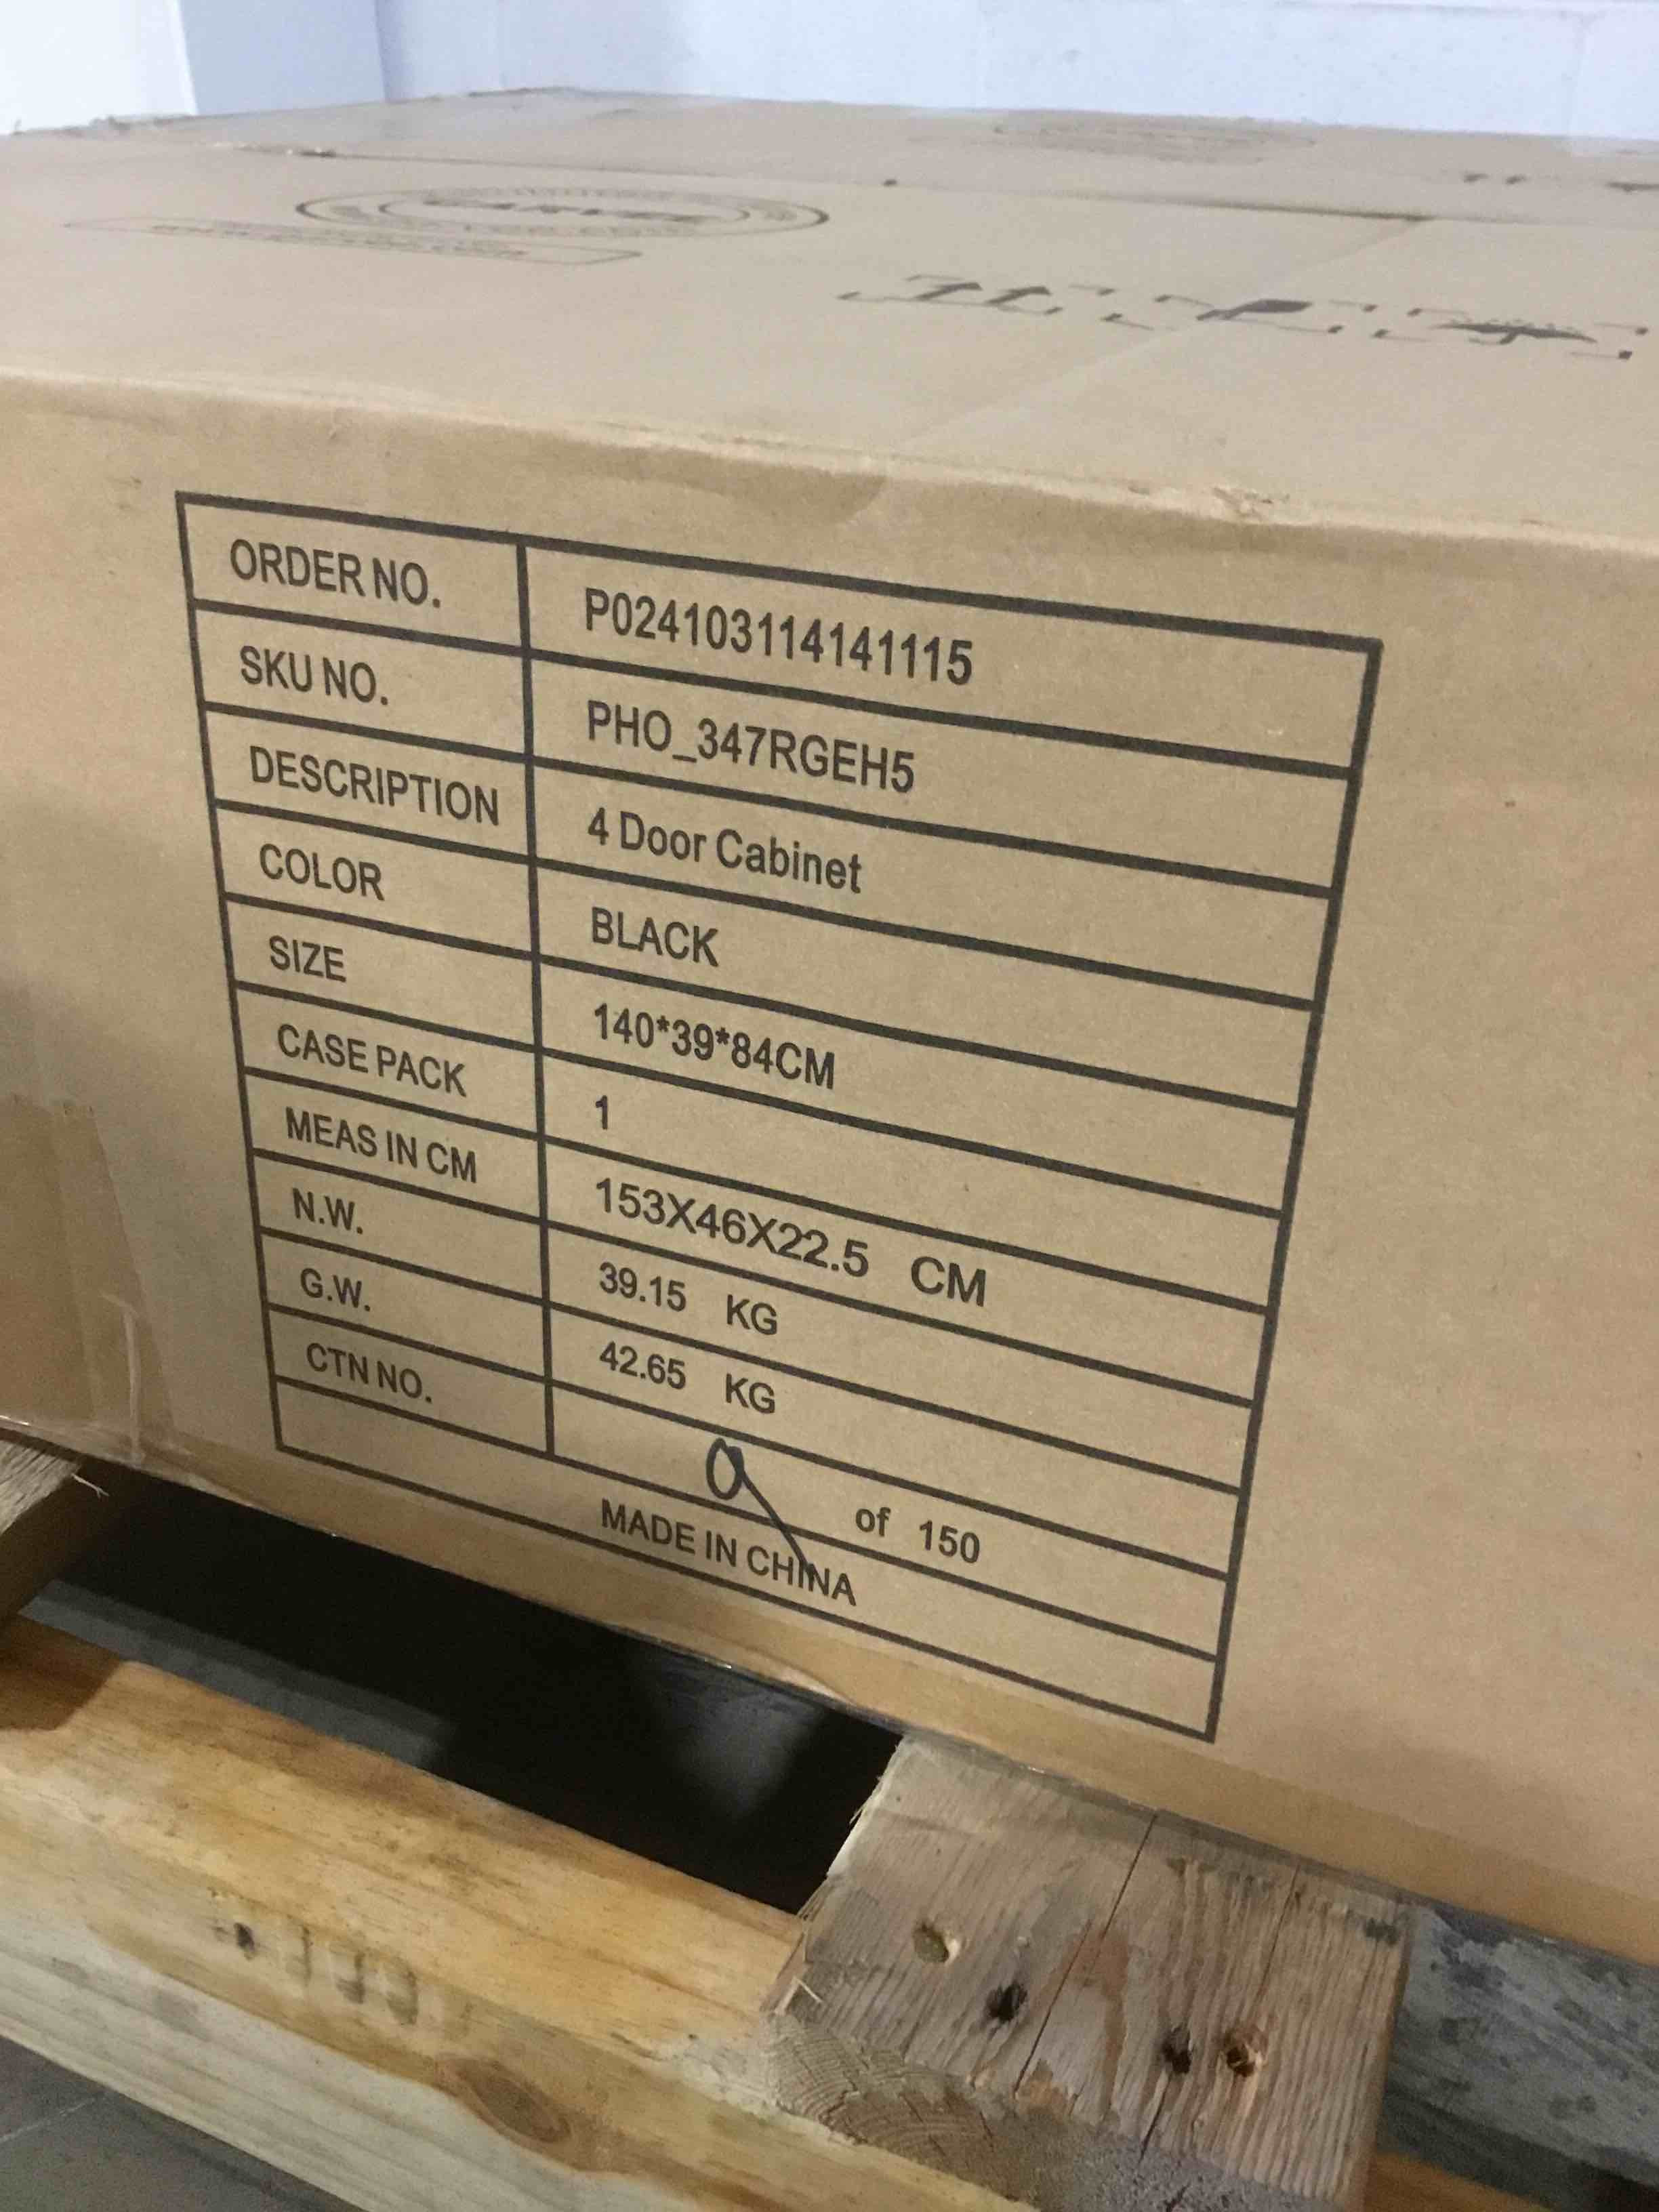 ORDER NO. P024103114141115
SKU NO. PHO_347RGEH5
DESCRIPTION 4 Door Cabinet
COLOR BLACK
SIZE 140*39*84CM
CASE PACK 1
MEAS IN CM 153X46X22.5 CM
N.W. 39.15 KG
G.W. 42.65 KG
CTN NO. 9 of 150
MADE IN CHINA